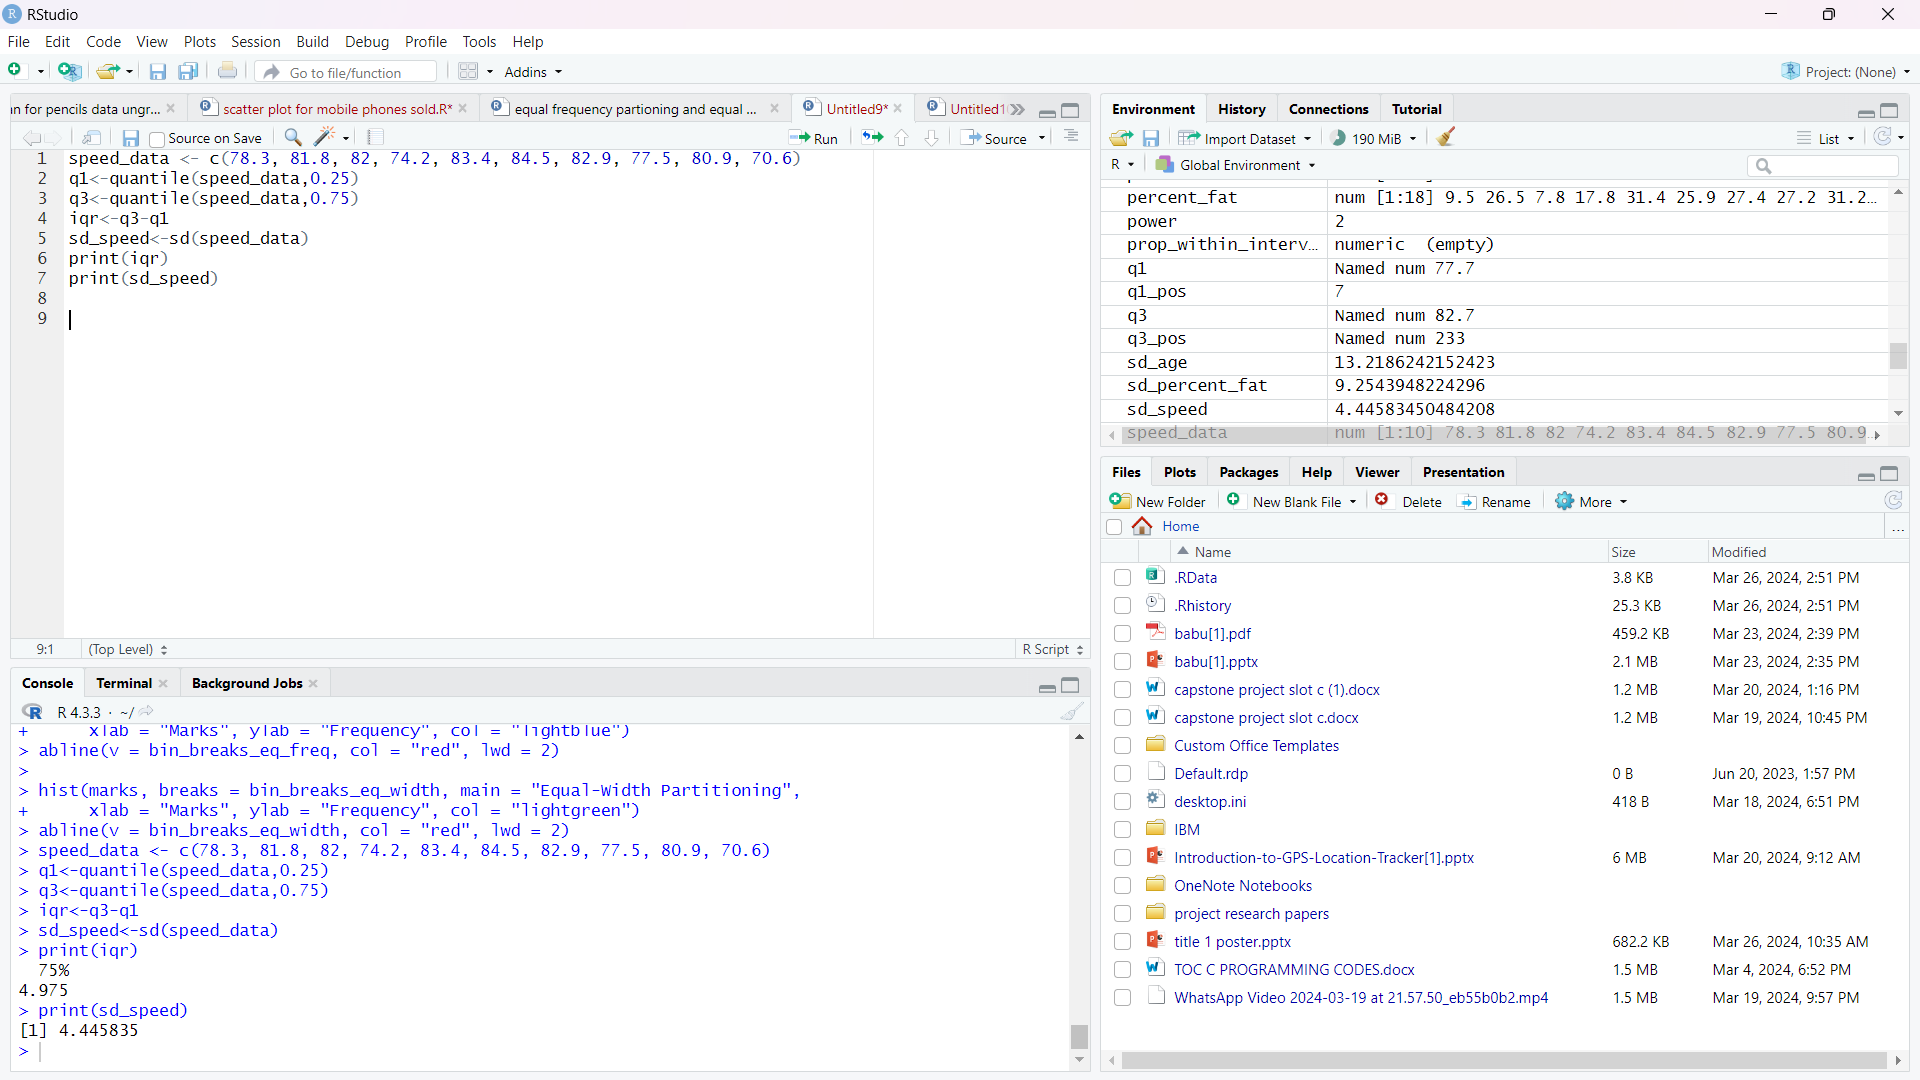 RStudio
File Edit Code View Plots Session Build Debug Profile Tools Help
Go to file/function Addins Project: (None)
an for pencils data ungr... scatter plot for mobile phones sold.R* equal frequency partioning and equal ... Untitled9* Untitled1
Source on Save Run Source
1 speed_data <- c(78.3, 81.8, 82, 74.2, 83.4, 84.5, 82.9, 77.5, 80.9, 70.6)
2 q1<-quantile(speed_data,0.25)
3 q3<-quantile(speed_data,0.75)
4 iqr<-q3-q1
5 sd_speed<-sd(speed_data)
6 print(iqr)
7 print(sd_speed)
8
9
9:1 (Top Level) R Script
Console Terminal Background Jobs
R 4.3.3 · ~/
+ xlab = "Marks", ylab = "Frequency", col = "lightblue")
> abline(v = bin_breaks_eq_freq, col = "red", lwd = 2)
>
> hist(marks, breaks = bin_breaks_eq_width, main = "Equal-Width Partitioning",
+ xlab = "Marks", ylab = "Frequency", col = "lightgreen")
> abline(v = bin_breaks_eq_width, col = "red", lwd = 2)
> speed_data <- c(78.3, 81.8, 82, 74.2, 83.4, 84.5, 82.9, 77.5, 80.9, 70.6)
> q1<-quantile(speed_data,0.25)
> q3<-quantile(speed_data,0.75)
> iqr<-q3-q1
> sd_speed<-sd(speed_data)
> print(iqr)
75%
4.975
> print(sd_speed)
[1] 4.445835
>
Environment History Connections Tutorial
Import Dataset 190 MiB List
R Global Environment
percent_fat num [1:18] 9.5 26.5 7.8 17.8 31.4 25.9 27.4 27.2 31.2...
power 2
prop_within_interv... numeric (empty)
q1 Named num 77.7
q1_pos 7
q3 Named num 82.7
q3_pos Named num 233
sd_age 13.2186242152423
sd_percent_fat 9.2543948224296
sd_speed 4.44583450484208
speed_data num [1:10] 78.3 81.8 82 74.2 83.4 84.5 82.9 77.5 80.9
Files Plots Packages Help Viewer Presentation
New Folder New Blank File Delete Rename More
Home ...
Name Size Modified
.RData 3.8 KB Mar 26, 2024, 2:51 PM
.Rhistory 25.3 KB Mar 26, 2024, 2:51 PM
babu[1].pdf 459.2 KB Mar 23, 2024, 2:39 PM
babu[1].pptx 2.1 MB Mar 23, 2024, 2:35 PM
capstone project slot c (1).docx 1.2 MB Mar 20, 2024, 1:16 PM
capstone project slot c.docx 1.2 MB Mar 19, 2024, 10:45 PM
Custom Office Templates
Default.rdp 0 B Jun 20, 2023, 1:57 PM
desktop.ini 418 B Mar 18, 2024, 6:51 PM
IBM
Introduction-to-GPS-Location-Tracker[1].pptx 6 MB Mar 20, 2024, 9:12 AM
OneNote Notebooks
project research papers
title 1 poster.pptx 682.2 KB Mar 26, 2024, 10:35 AM
TOC C PROGRAMMING CODES.docx 1.5 MB Mar 4, 2024, 6:52 PM
WhatsApp Video 2024-03-19 at 21.57.50_eb55b0b2.mp4 1.5 MB Mar 19, 2024, 9:57 PM